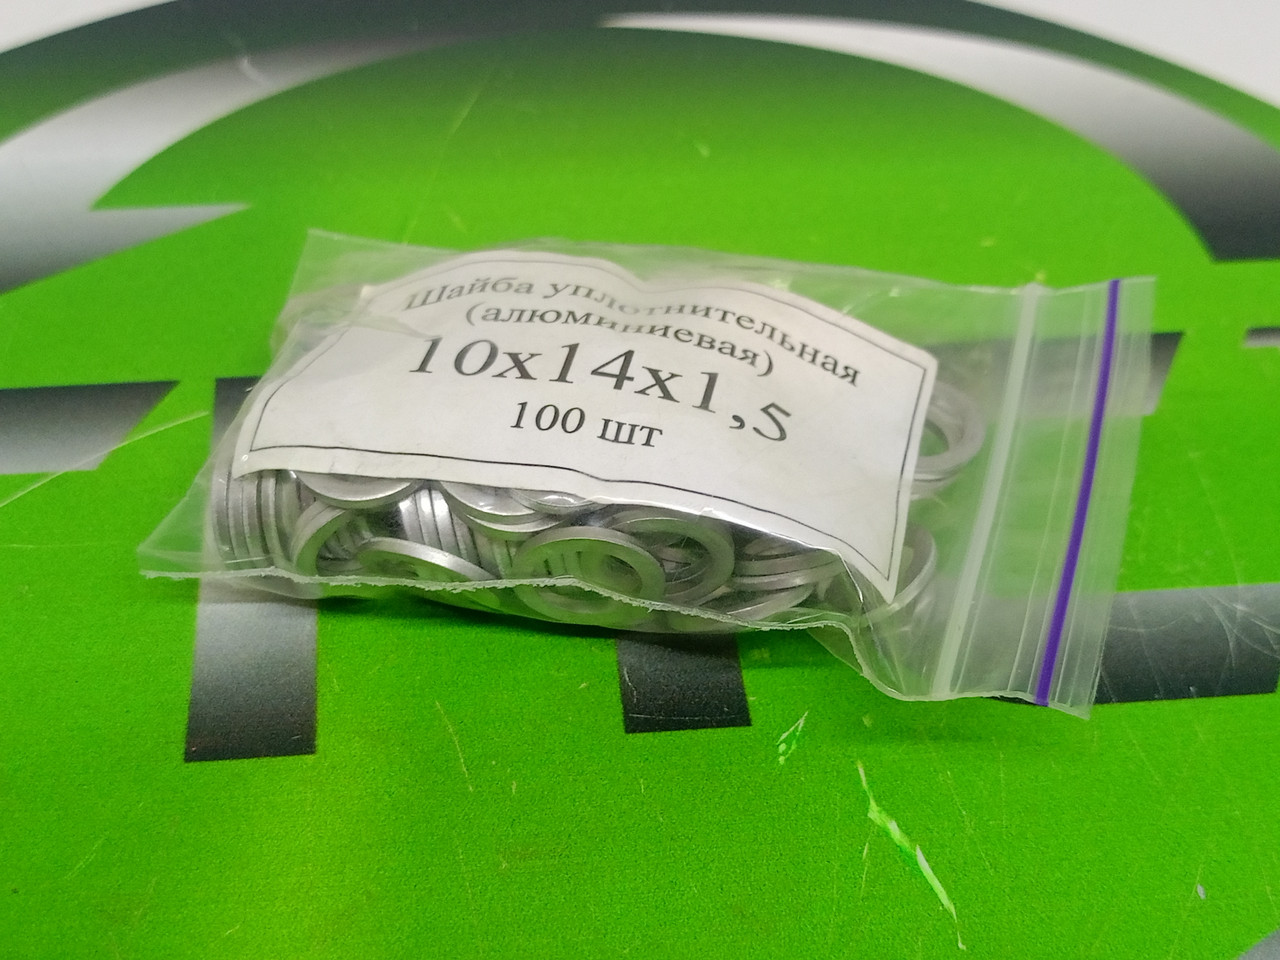 Шайба уплотнительная
(алюминиевая)
10х14х1,5
100 шт